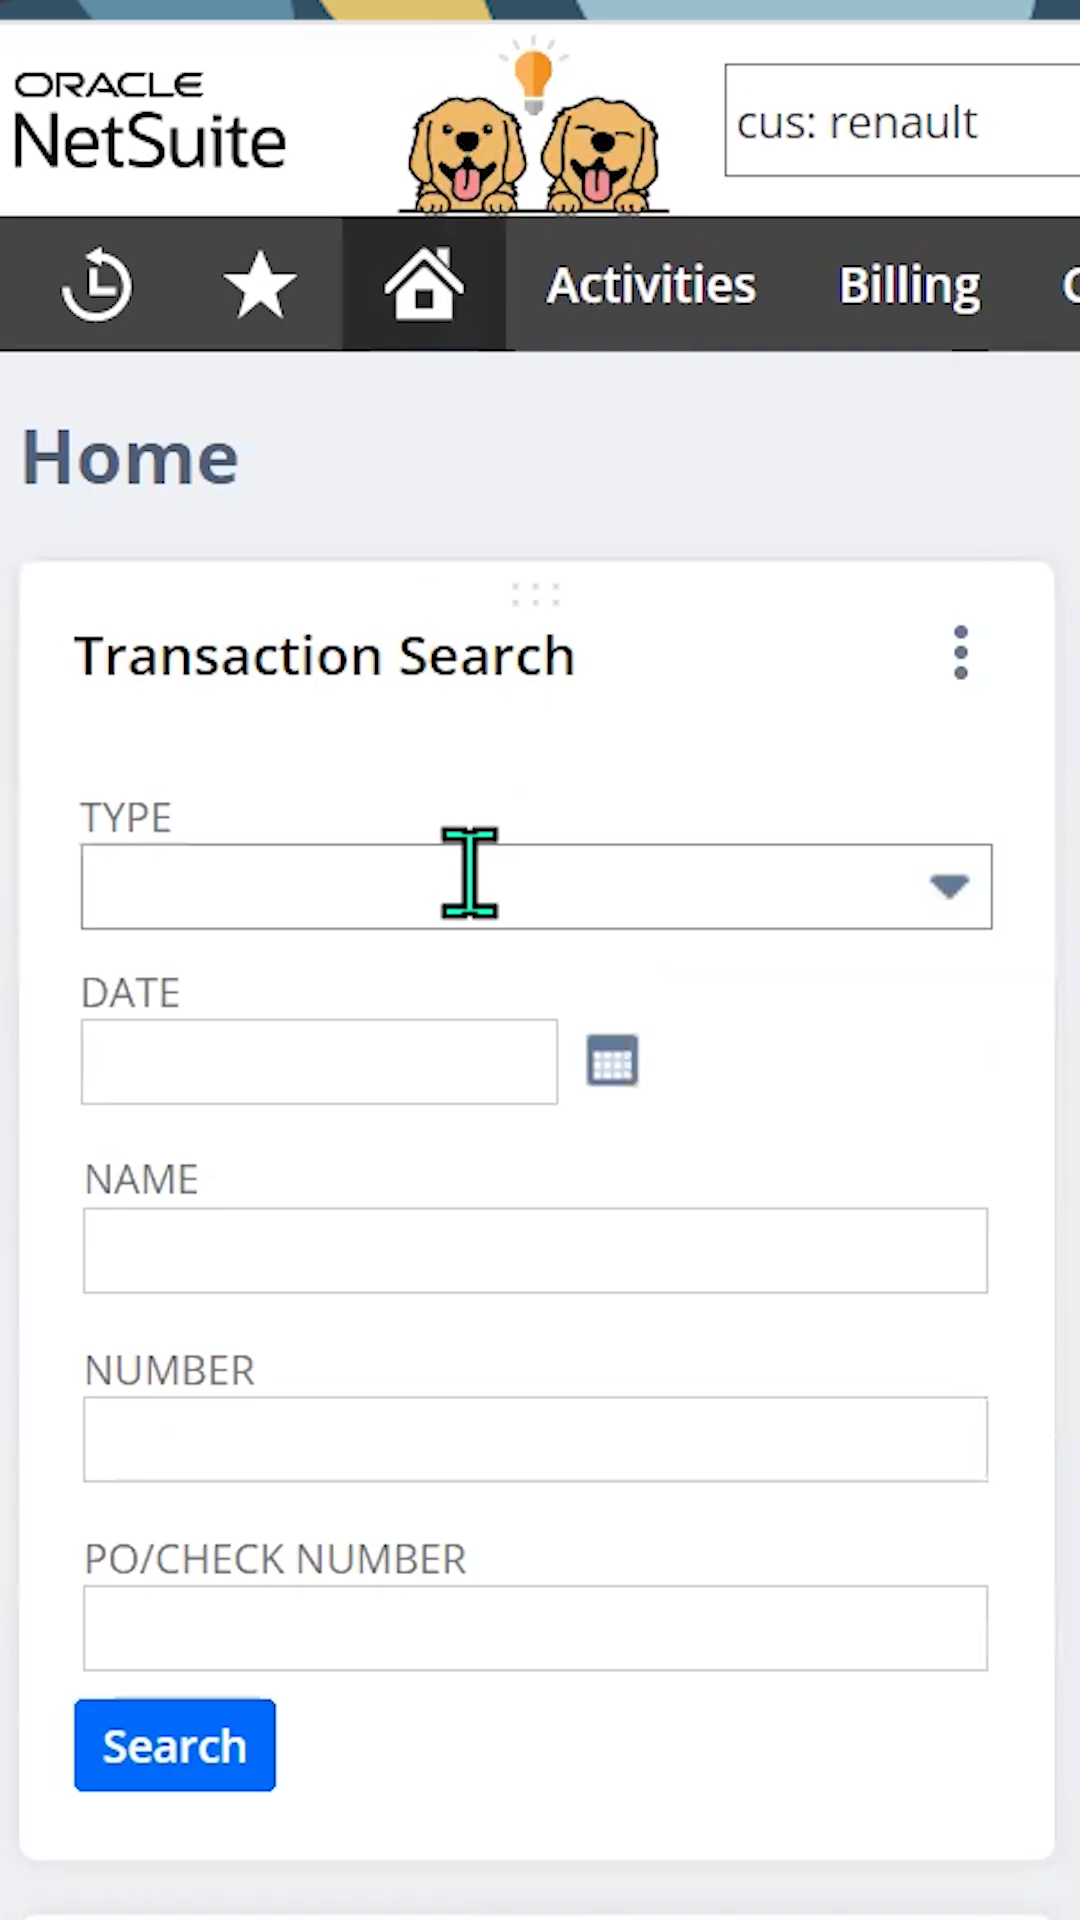 ORACLE
NetSuite
cus: renault
Activities
Billing
Home
Transaction Search
TYPE
DATE
NAME
NUMBER
PO/CHECK NUMBER
Search